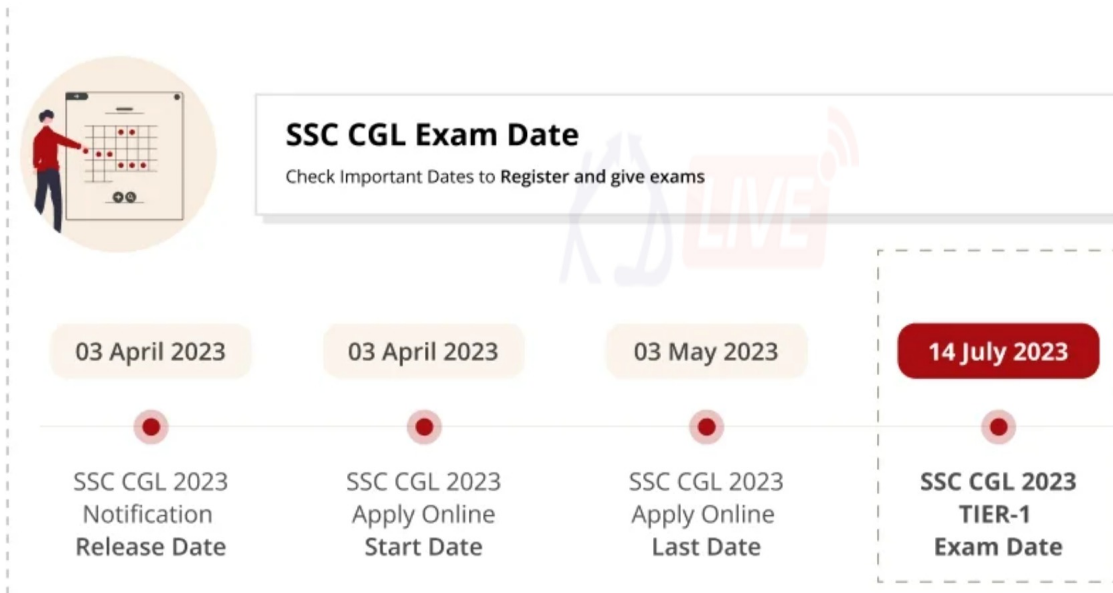 SSC CGL Exam Date
Check Important Dates to Register and give exams
LIVE
03 April 2023
03 April 2023
03 May 2023
14 July 2023
SSC CGL 2023
Notification
Release Date
SSC CGL 2023
Apply Online
Start Date
SSC CGL 2023
Apply Online
Last Date
SSC CGL 2023
TIER-1
Exam Date